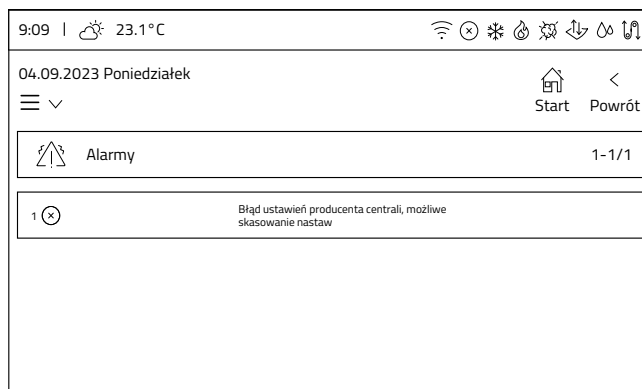 9:09 | 23.1°C
04.09.2023 Poniedziałek
Start Powrót
Alarmy 1-1/1
1 Błąd ustawień producenta centrali, możliwe
skasowanie nastaw